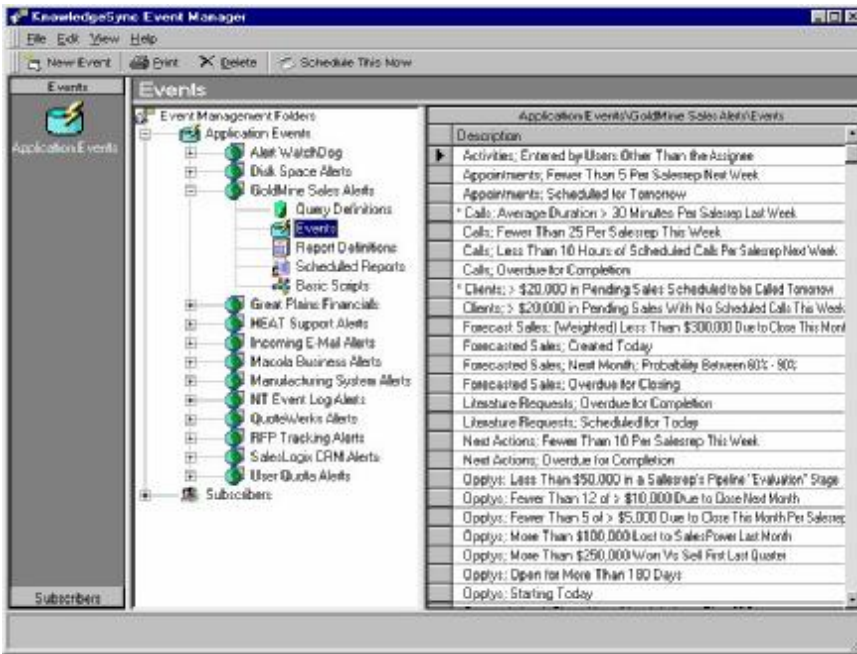 KnowledgeSync Event Manager
File Edit View Help
New Event Print Delete Schedule This Now
Events
Events
Application Events
Subscribers
Event Management Folders
Application Events
Alert WatchDog
Disk Space Alerts
GoldMine Sales Alerts
Query Definitions
Events
Report Definitions
Scheduled Reports
Basic Scripts
Great Plains Financials
HEAT Support Alerts
Incoming E-Mail Alerts
Macola Business Alerts
Manufacturing System Alerts
NT Event Log Alerts
QuoteWerks Alerts
RFP Tracking Alerts
SalesLogix CRM Alerts
User Quota Alerts
Subscribers
Application Events\GoldMine Sales Alerts\Events
Description
Activities; Entered by Users Other Than the Assignee
Appointments; Fewer Than 5 Per Salesrep Next Week
Appointments; Scheduled for Tomorrow
* Calls; Average Duration > 30 Minutes Per Salesrep Last Week
Calls; Fewer Than 25 Per Salesrep This Week
Calls; Less Than 10 Hours of Scheduled Calls Per Salesrep Next Week
Calls; Overdue for Completion
* Clients; > $20,000 in Pending Sales Scheduled to be Called Tomorrow
Clients; > $20,000 in Pending Sales With No Scheduled Calls This Week
Forecast Sales; (Weighted) Less Than $300,000 Due to Close This Mont
Forecasted Sales; Created Today
Forecasted Sales; Next Month; Probability Between 60% - 90%
Forecasted Sales; Overdue for Closing
Literature Requests; Overdue for Completion
Literature Requests; Scheduled for Today
Next Actions; Fewer Than 10 Per Salesrep This Week
Next Actions; Overdue for Completion
Opptys; Less Than $50,000 in a Salesrep's Pipeline "Evaluation" Stage
Opptys; Fewer Than 12 of > $10,000 Due to Close Next Month
Opptys; Fewer Than 5 of > $5,000 Due to Close This Month Per Salesrep
Opptys; More Than $100,000 Lost to SalesPower Last Month
Opptys; More Than $250,000 Won Vs Sell First Last Quarter
Opptys; Open for More Than 180 Days
Opptys; Starting Today